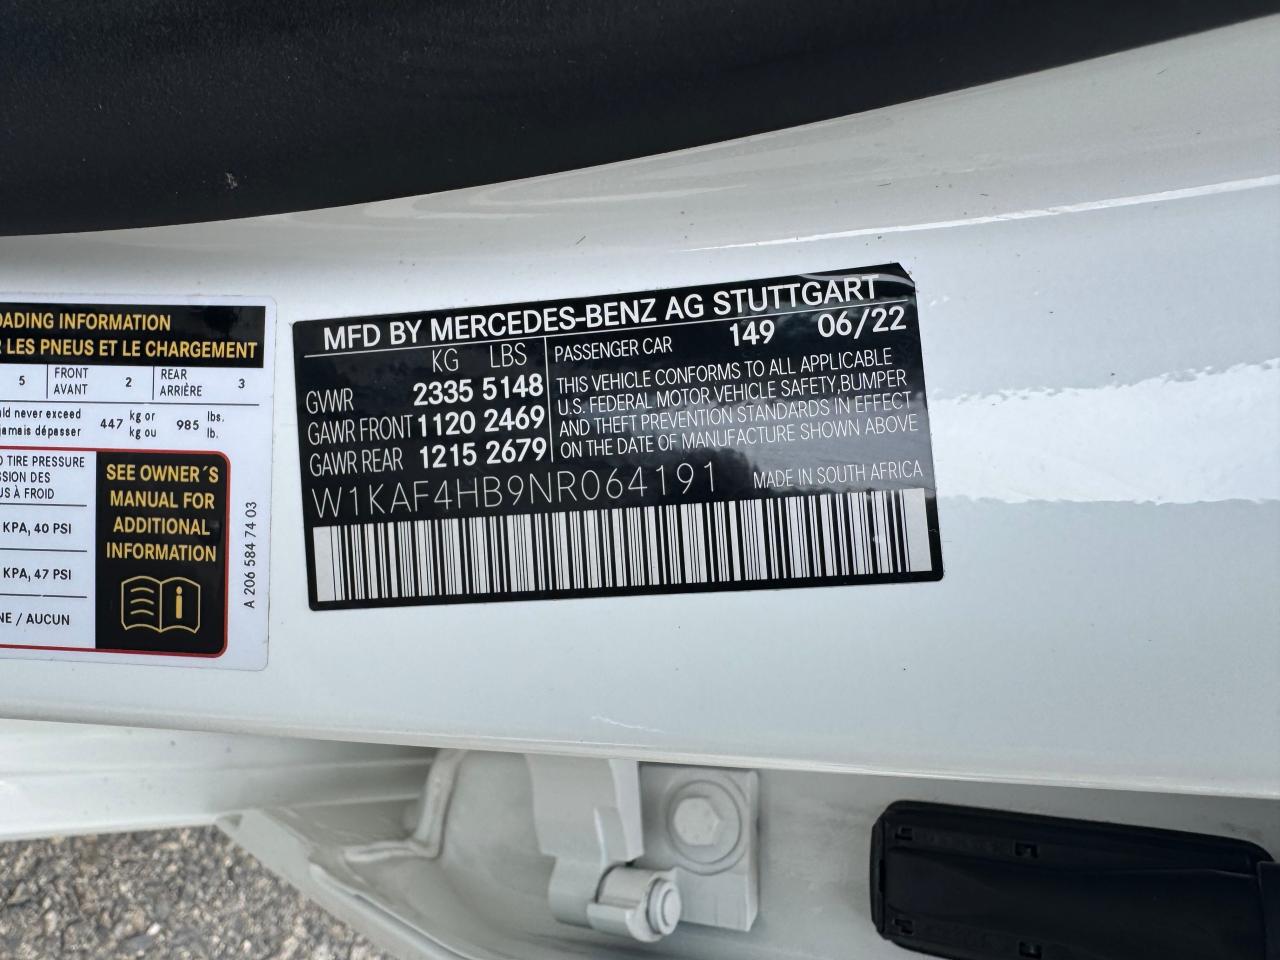 OADING INFORMATION
R LES PNEUS ET LE CHARGEMENT
5 FRONT AVANT 2 REAR ARRIÈRE 3
uld never exceed 447 kg or 985 lbs.
jamais dépasser kg ou lb.
D TIRE PRESSURE
SSION DES
US À FROID
KPA, 40 PSI
KPA, 47 PSI
NE / AUCUN
SEE OWNER´S
MANUAL FOR
ADDITIONAL
INFORMATION
i
A 206 584 74 03
MFD BY MERCEDES-BENZ AG STUTTGART
KG LBS
GVWR 2335 5148
GAWR FRONT 1120 2469
GAWR REAR 1215 2679
PASSENGER CAR 149 06/22
THIS VEHICLE CONFORMS TO ALL APPLICABLE
U.S. FEDERAL MOTOR VEHICLE SAFETY,BUMPER
AND THEFT PREVENTION STANDARDS IN EFFECT
ON THE DATE OF MANUFACTURE SHOWN ABOVE
W1KAF4HB9NR064191 MADE IN SOUTH AFRICA